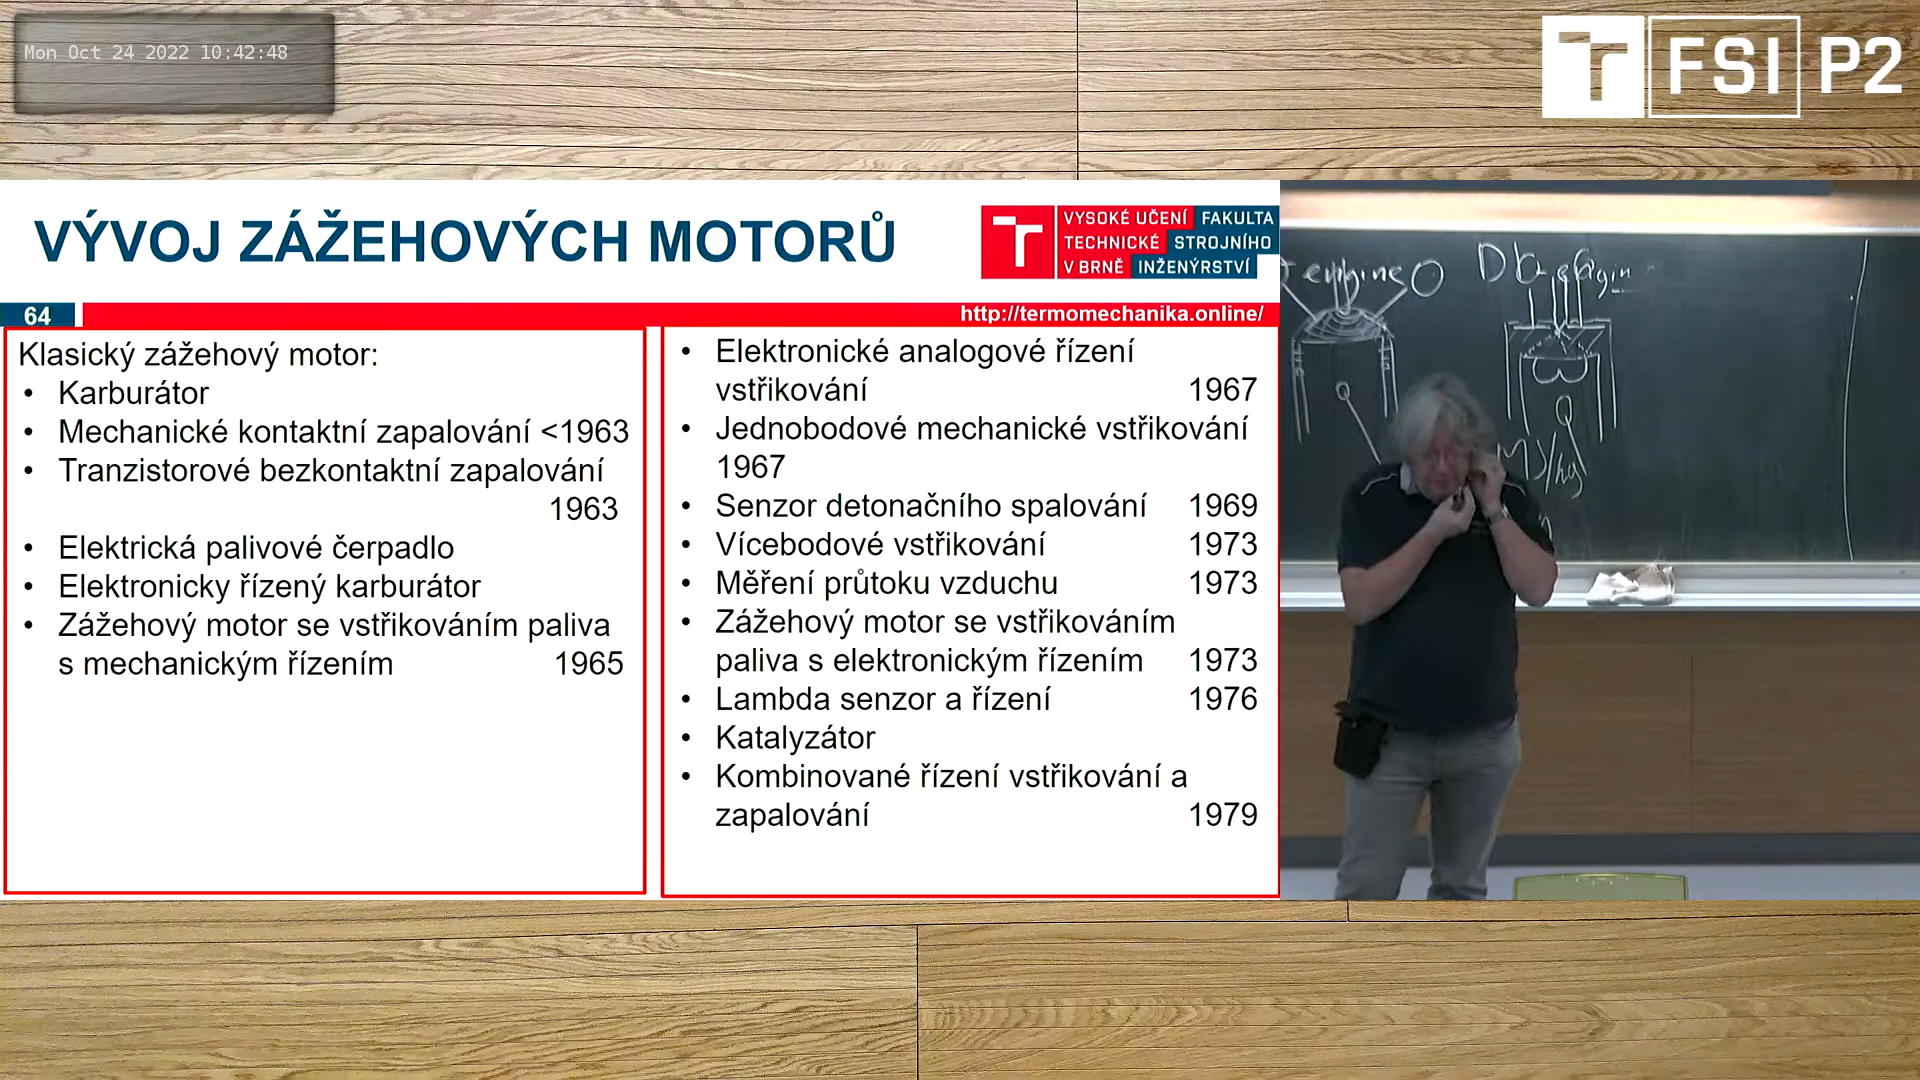 Mon Oct 24 2022 10:42:48
FSI P2
VÝVOJ ZÁŽEHOVÝCH MOTORŮ
VYSOKÉ UČENÍ FAKULTA
TECHNICKÉ STROJNÍHO
V BRNĚ INŽENÝRSTVÍ
64
http://termomechanika.online/
Klasický zážehový motor:
• Karburátor
• Mechanické kontaktní zapalování <1963
• Tranzistorové bezkontaktní zapalování
1963
• Elektrická palivové čerpadlo
• Elektronicky řízený karburátor
• Zážehový motor se vstřikováním paliva
s mechanickým řízením 1965
• Elektronické analogové řízení
vstřikování 1967
• Jednobodové mechanické vstřikování
1967
• Senzor detonačního spalování 1969
• Vícebodové vstřikování 1973
• Měření průtoku vzduchu 1973
• Zážehový motor se vstřikováním
paliva s elektronickým řízením 1973
• Lambda senzor a řízení 1976
• Katalyzátor
• Kombinované řízení vstřikování a
zapalování 1979
engine
MJ/kg